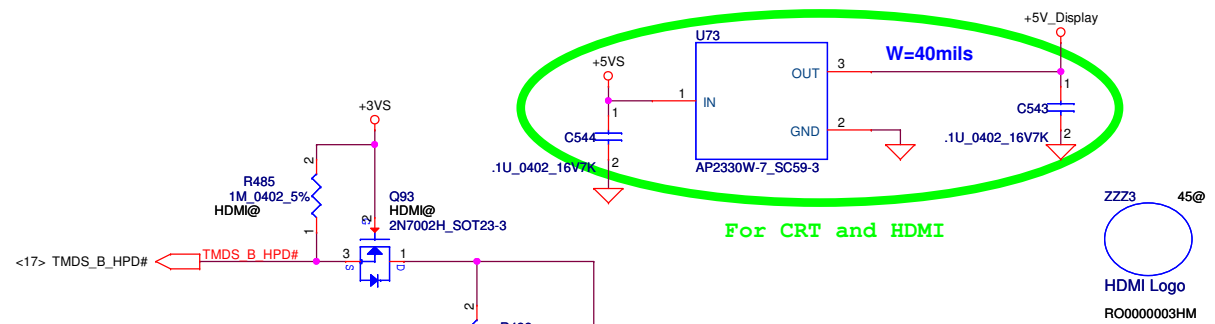 +5V_Display
U73
+5VS
W=40mils
OUT
3
1
IN
1
1
C543
+3VS
C544
GND
2
2
.1U_0402_16V7K
2
.1U_0402_16V7K
AP2330W-7_SC59-3
2
R485
1M_0402_5%
HDMI@
Q93
HDMI@
2N7002H_SOT23-3
2
G
ZZZ3
45@
For CRT and HDMI
1
<17> TMDS_B_HPD#
TMDS_B_HPD#
3
S
D
1
HDMI Logo
RO0000003HM
2